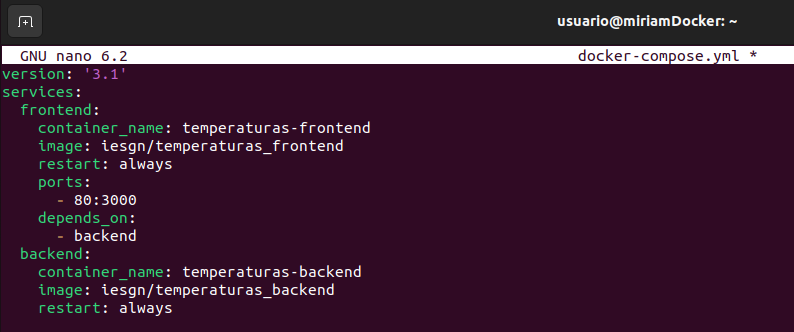 usuario@miriamDocker: ~
GNU nano 6.2 docker-compose.yml *
version: '3.1'
services:
  frontend:
    container_name: temperaturas-frontend
    image: iesgn/temperaturas_frontend
    restart: always
    ports:
      - 80:3000
    depends_on:
      - backend
  backend:
    container_name: temperaturas-backend
    image: iesgn/temperaturas_backend
    restart: always